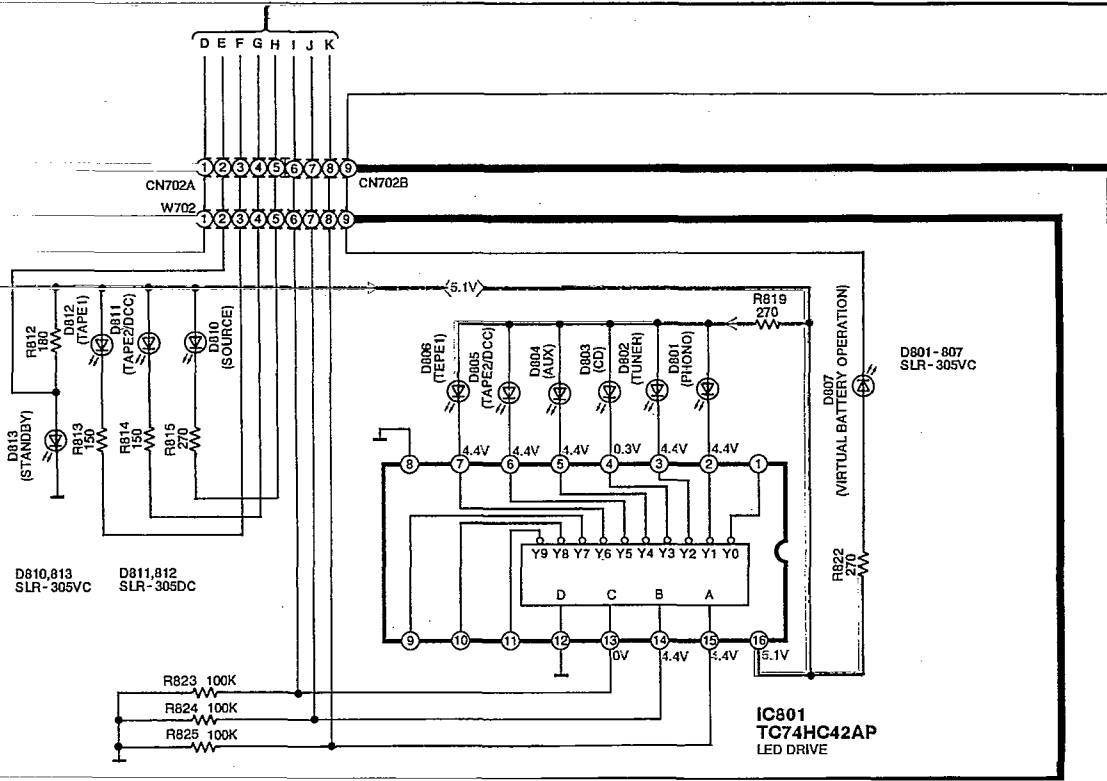 D E F G H I J K
1 2 3 4 5 6 7 8 9
CN702A
CN702B
W702
1 2 3 4 5 6 7 8 9
5.1V
R812
180
D812
(TAPE1)
D811
(TAPE2/DCC)
D810
(SOURCE)
R819
270
D806
(TEPE1)
D805
(TAPE2/DCC)
D804
(AUX)
D803
(CD)
D802
(TUNER)
D801
(PHONO)
D807
(VIRTUAL BATTERY OPERATION)
D801-807
SLR-305VC
D813
(STANDBY)
R813
150
R814
150
R815
270
4.4V 4.4V 4.4V 0.3V 4.4V 4.4V
8 7 6 5 4 3 2 1
Y9 Y8 Y7 Y6 Y5 Y4 Y3 Y2 Y1 Y0
D C B A
R822
270
D810,813
SLR-305VC
D811,812
SLR-305DC
9 10 11 12 13 14 15 16
0V 4.4V 4.4V 5.1V
R823 100K
R824 100K
R825 100K
IC801
TC74HC42AP
LED DRIVE